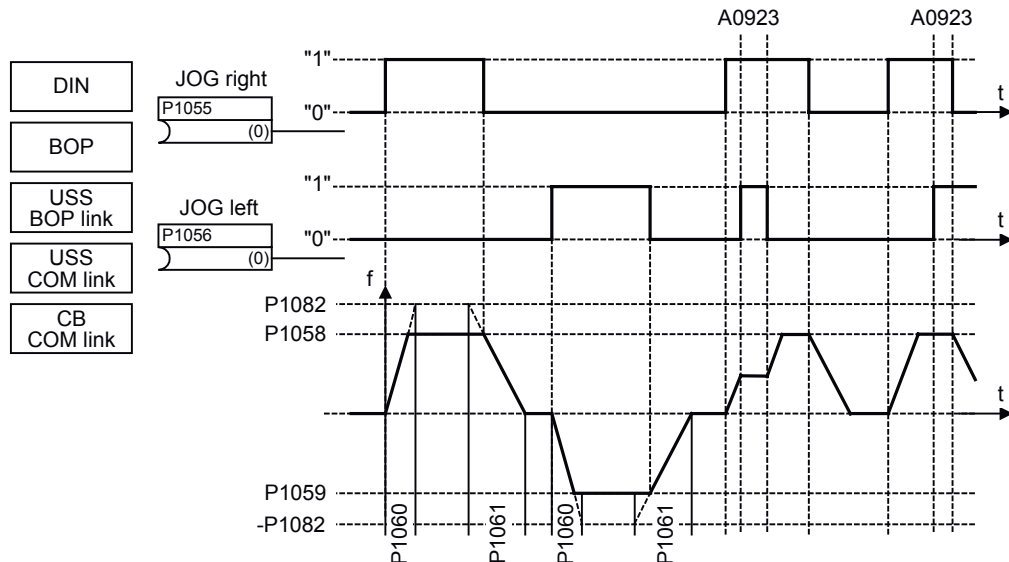 A0923 A0923
DIN
BOP
USS
BOP link
USS
COM link
CB
COM link
JOG right
P1055
(0)
"1"
"0"
t
JOG left
P1056
(0)
"1"
"0"
t
f
P1082
P1058
t
P1059
-P1082
P1060
P1061
P1060
P1061